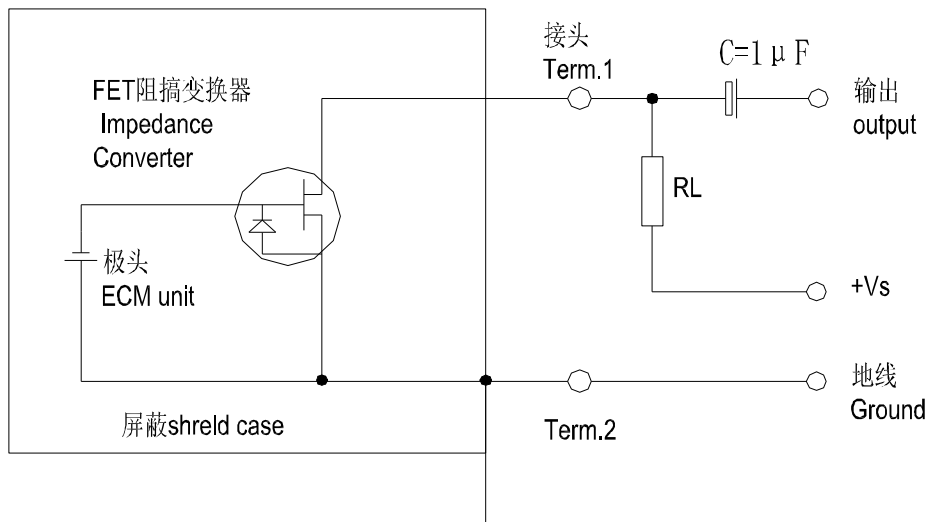 FET阻搞变换器
Impedance
Converter
极头
ECM unit
屏蔽shreld case
接头
Term.1
C=1μF
输出
output
RL
+Vs
Term.2
地线
Ground